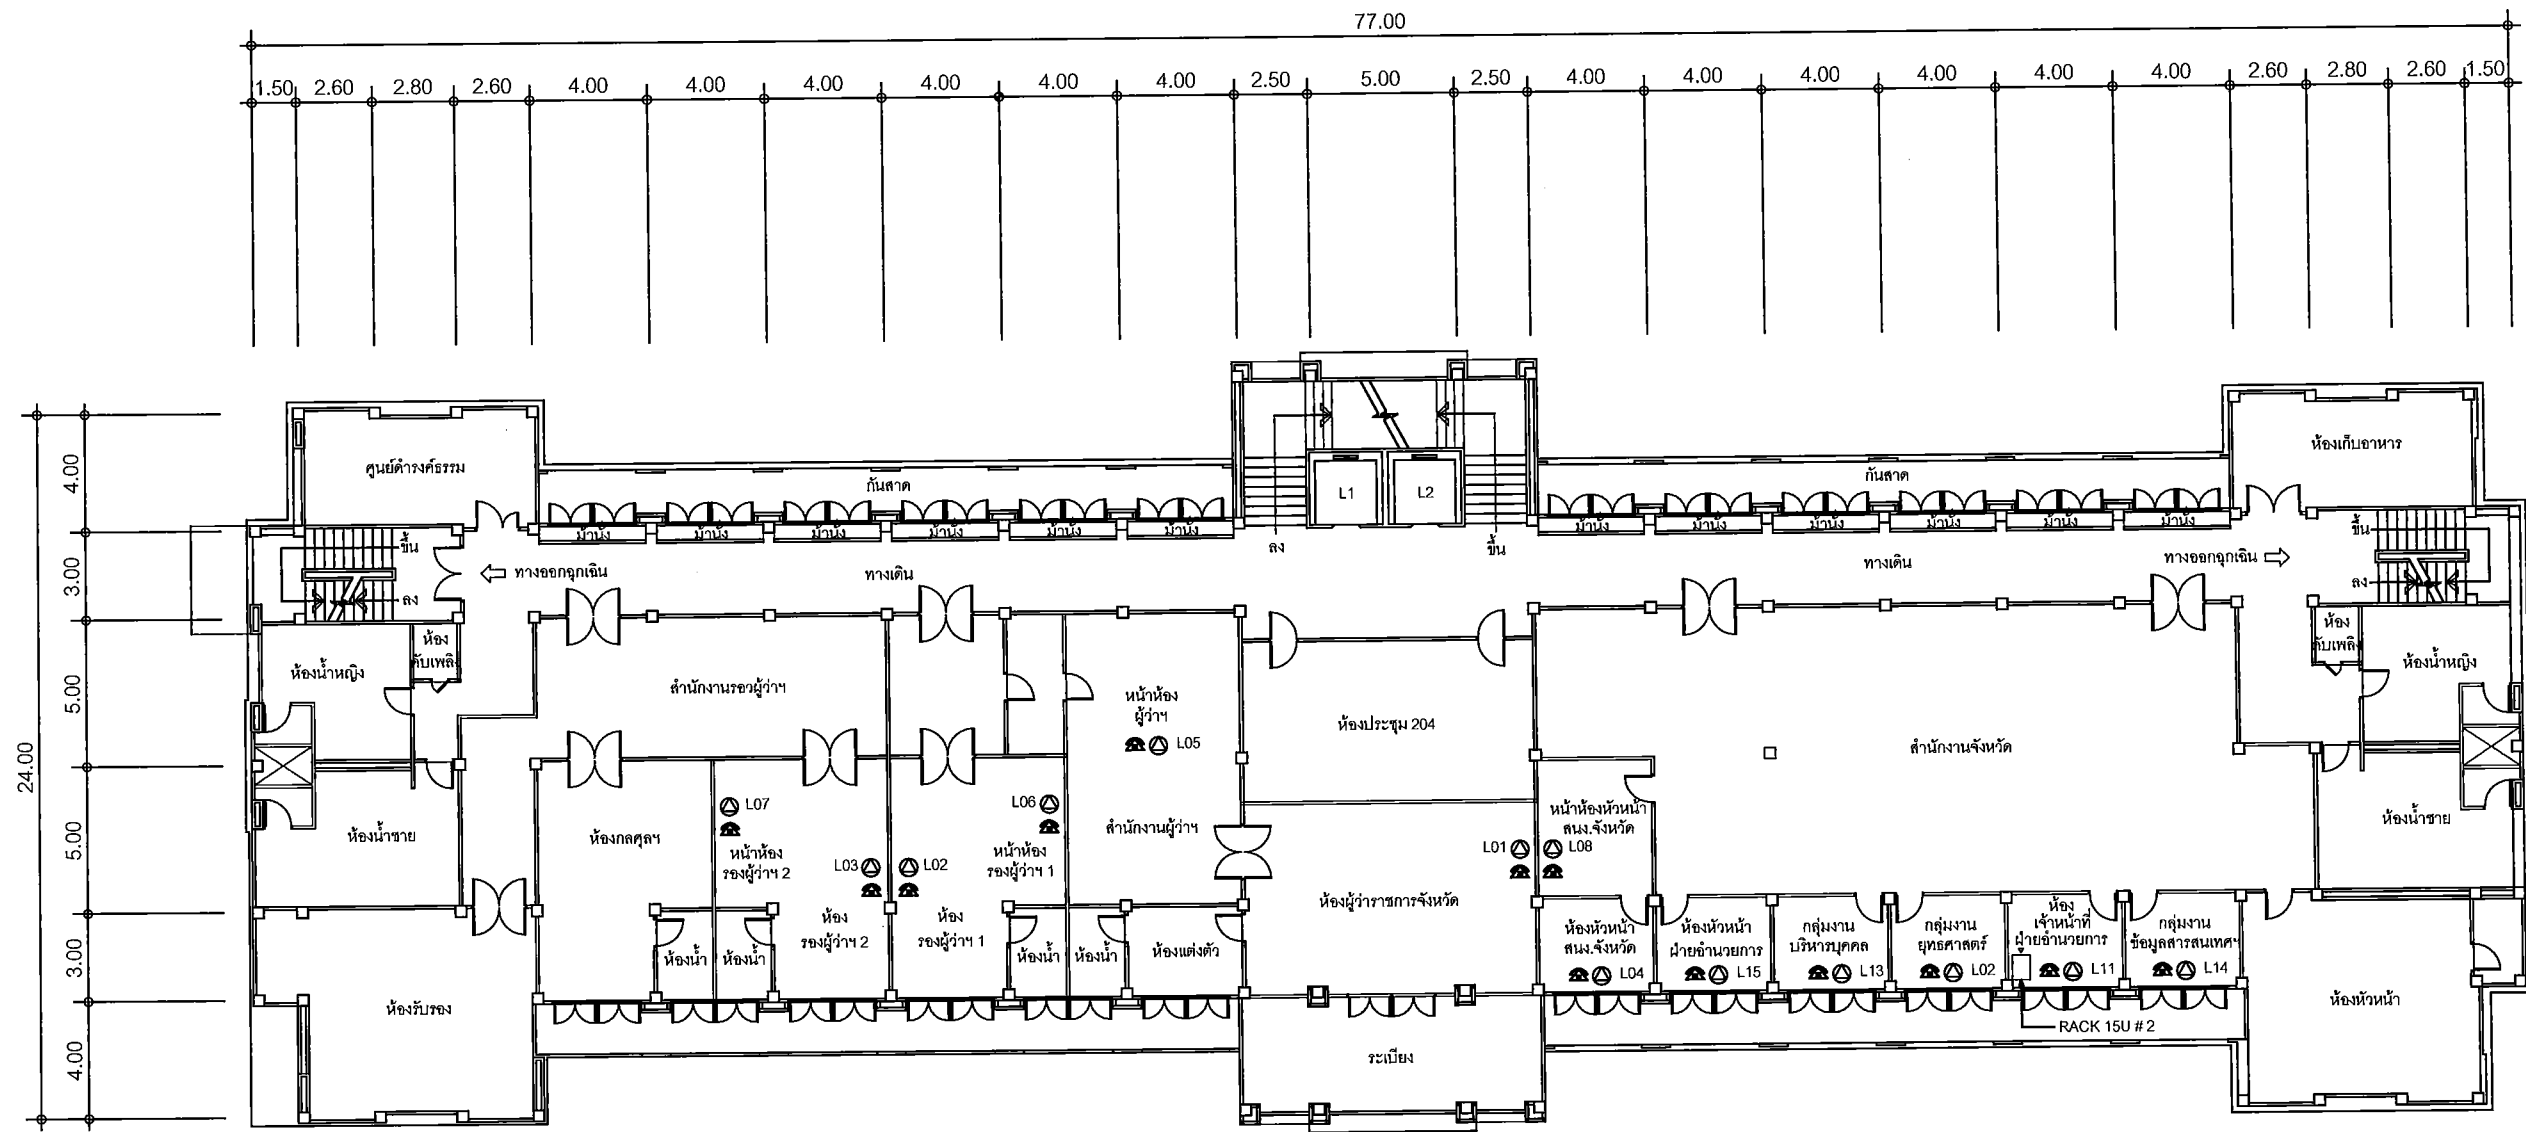 77.00
1.50 2.60 2.80 2.60 4.00 4.00 4.00 4.00 4.00 4.00 2.50 5.00 2.50 4.00 4.00 4.00 4.00 4.00 4.00 2.60 2.80 2.60 1.50
24.00
4.00
3.00
5.00
5.00
3.00
4.00
ศูนย์ดำรงค์ธรรม
กันสาด
L1
L2
กันสาด
ห้องเก็บอาหาร
ม้านั่ง ม้านั่ง ม้านั่ง ม้านั่ง ม้านั่ง ม้านั่ง
ม้านั่ง ม้านั่ง ม้านั่ง ม้านั่ง ม้านั่ง ม้านั่ง
ขึ้น
ลง
ทางออกฉุกเฉิน
ทางเดิน
ลง
ขึ้น
ทางเดิน
ทางออกฉุกเฉิน
ขึ้น
ลง
ห้องน้ำหญิง
ห้อง
ดับเพลิง
สำนักงานรอวผู้ว่าฯ
หน้าห้อง
ผู้ว่าฯ
L05
ห้องประชุม 204
สำนักงานจังหวัด
ห้อง
ดับเพลิง
ห้องน้ำหญิง
ห้องน้ำชาย
ห้องกลศุลฯ
L07
หน้าห้อง
รองผู้ว่าฯ 2
L03
L02
L06
หน้าห้อง
รองผู้ว่าฯ 1
สำนักงานผู้ว่าฯ
L01
L08
หน้าห้องหัวหน้า
สนง.จังหวัด
ห้องน้ำชาย
ห้อง
รองผู้ว่าฯ 2
ห้อง
รองผู้ว่าฯ 1
ห้องผู้ว่าราชการจังหวัด
ห้องน้ำ
ห้องน้ำ
ห้องน้ำ
ห้องน้ำ
ห้องแต่งตัว
ห้องหัวหน้า
สนง.จังหวัด
L04
ห้องหัวหน้า
ฝ่ายอำนวยการ
L15
กลุ่มงาน
บริหารบุคคล
L13
กลุ่มงาน
ยุทธศาสตร์
L02
ห้อง
เจ้าหน้าที่
ฝ่ายอำนวยการ
L11
กลุ่มงาน
ข้อมูลสารสนเทศฯ
L14
ห้องรับรอง
ห้องหัวหน้า
RACK 15U # 2
ระเบียง